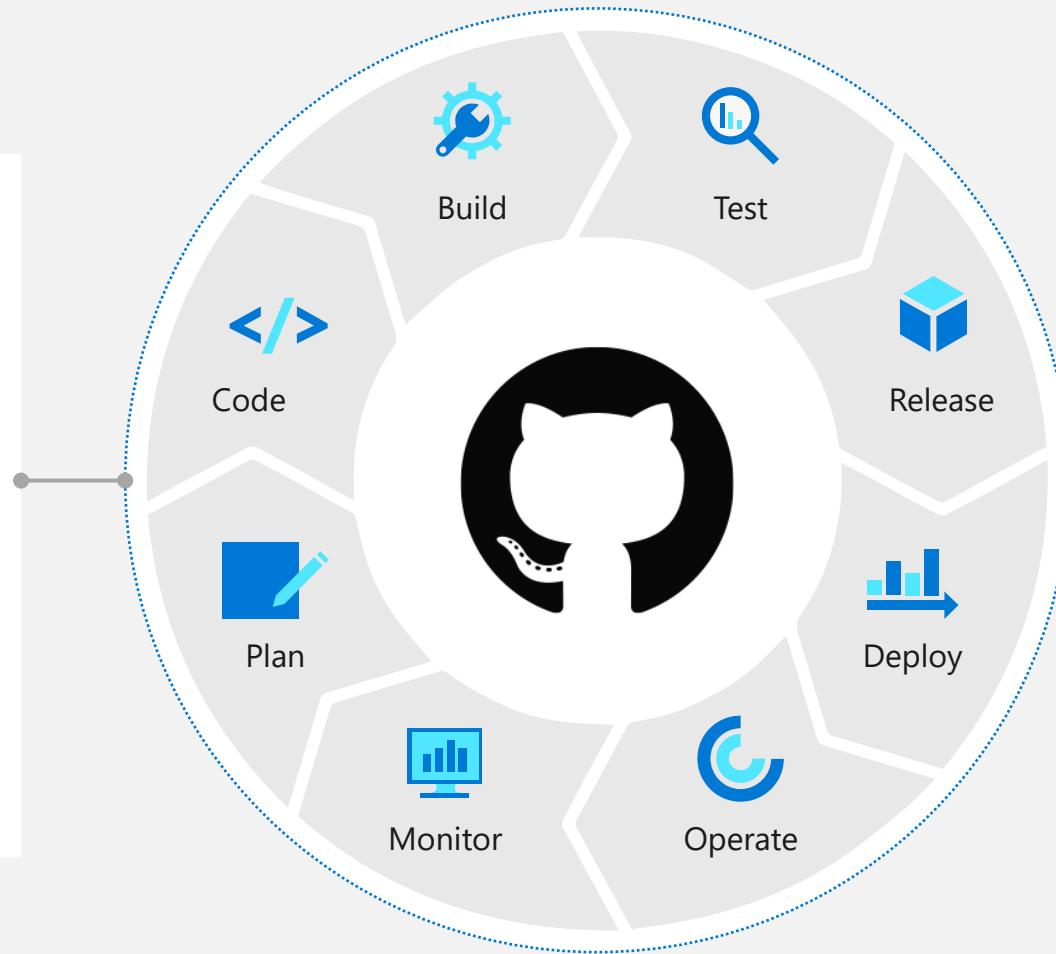 Build
Test
Code
Release
Plan
Deploy
Monitor
Operate